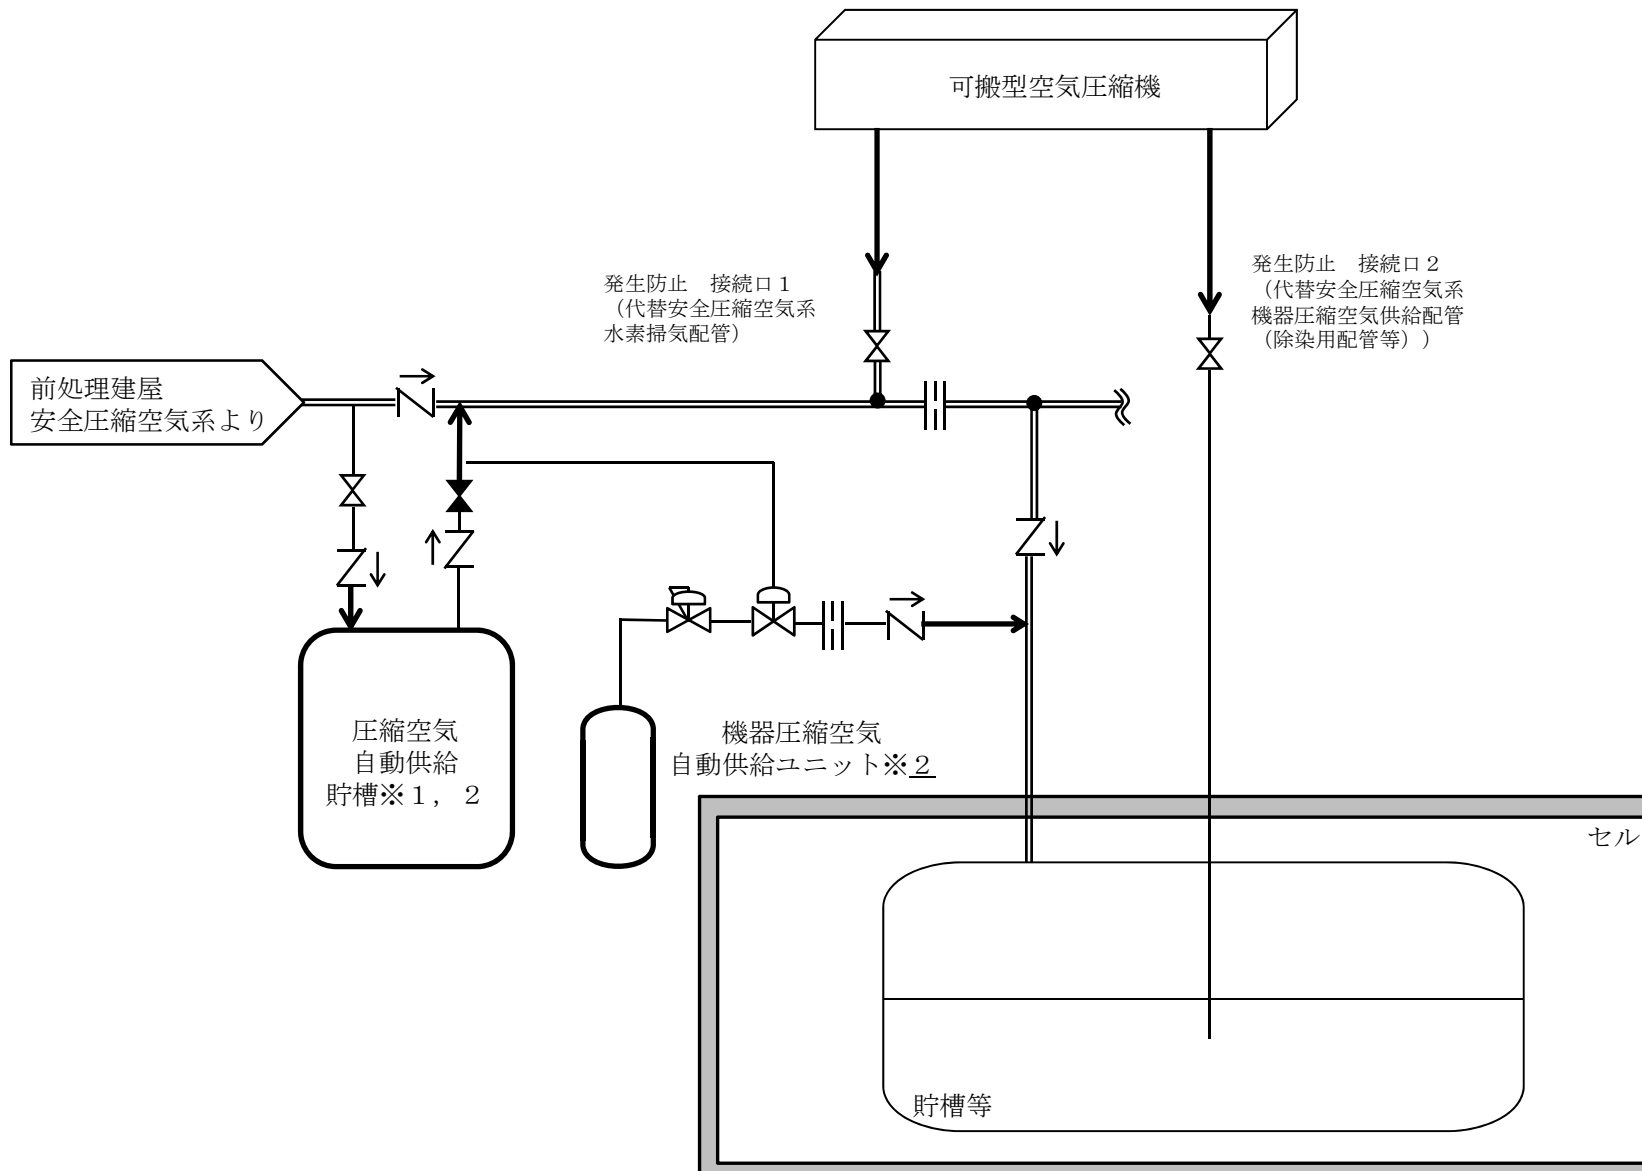 可搬型空気圧縮機
発生防止　接続口１
（代替安全圧縮空気系
水素掃気配管）
発生防止　接続口２
（代替安全圧縮空気系
機器圧縮空気供給配管
（除染用配管等））
前処理建屋
安全圧縮空気系より
圧縮空気
自動供給
貯槽※１，２
機器圧縮空気
自動供給ユニット※２
セル
貯槽等